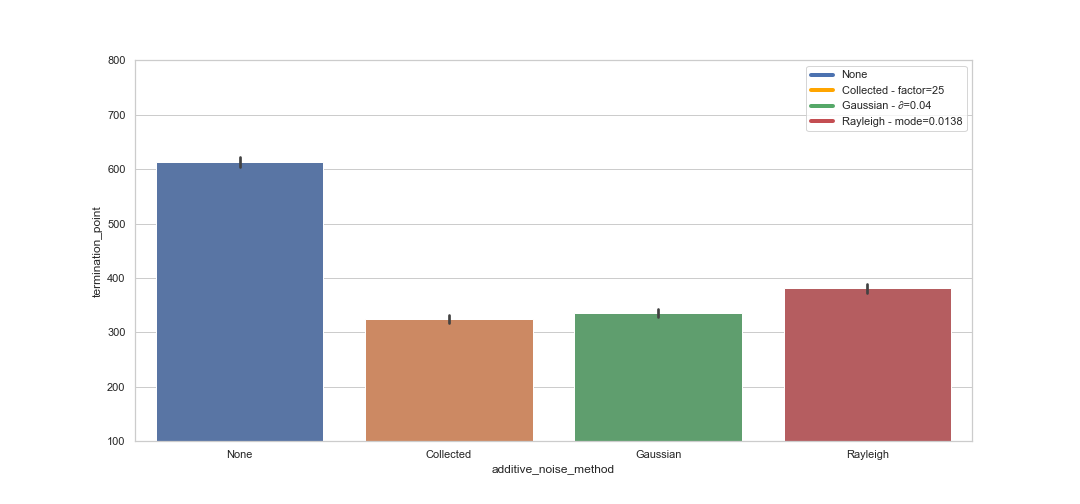 800
700
600
500
400
300
200
100
termination_point
None
Collected - factor=25
Gaussian - ∂=0.04
Rayleigh - mode=0.0138
None
Collected
Gaussian
Rayleigh
additive_noise_method